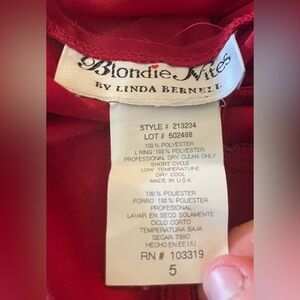 Blondie Nites
BY LINDA BERNELL
STYLE # 213234
LOT # 502488
100% POLYESTER
LINING: 100% POLYESTER
PROFESSIONAL DRY CLEAN ONLY
SHORT CYCLE
LOW TEMPERATURE
DRY COOL
MADE IN U.S.A.
100% POLIESTER
FORRO: 100% POLIESTER
PROFESIONAL
LAVAR EN SECO SOLAMENTE
CICLO CORTO
TEMPERATURA BAJA
SECAR TIBIO
HECHO EN EE.UU.
RN # 103319
5